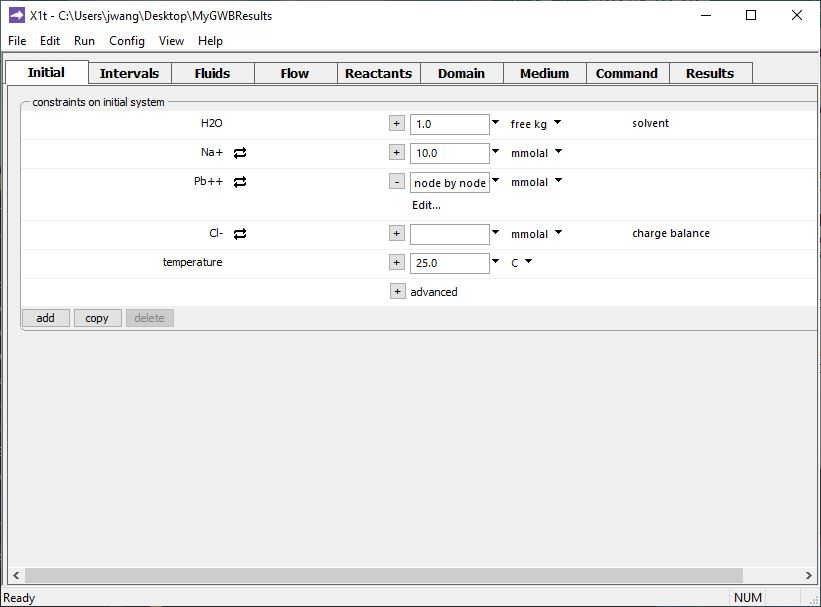 X1t - C:\Users\jwang\Desktop\MyGWBResults
File Edit Run Config View Help
Initial Intervals Fluids Flow Reactants Domain Medium Command Results
constraints on initial system
H2O + 1.0 free kg solvent
Na+ + 10.0 mmolal
Pb++ - node by node mmolal
Edit...
Cl- + mmolal charge balance
temperature + 25.0 C
+ advanced
add copy delete
Ready NUM